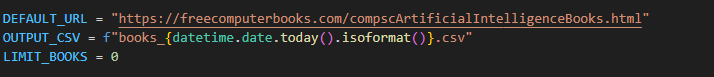 DEFAULT_URL = "https://freecomputerbooks.com/compscArtificialIntelligenceBooks.html"
OUTPUT_CSV = f"books_{datetime.date.today().isoformat()}.csv"
LIMIT_BOOKS = 0